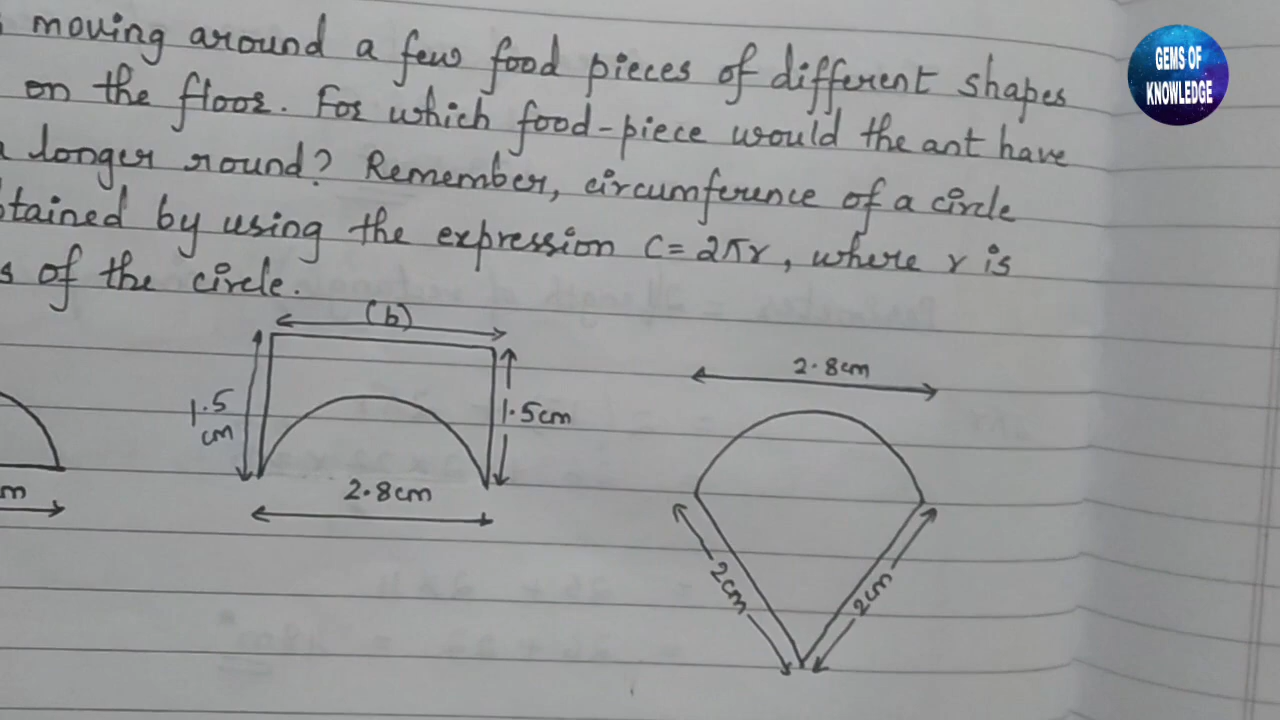 moving around a few food pieces of different shapes
on the floor. For which food-piece would the ant have
longer round? Remember, circumference of a circle
btained by using the expression C = 2πr, where r is
s of the circle.
(b)
2.8cm
1.5
cm
1.5cm
m
2.8cm
2cm
2cm
GEMS OF
KNOWLEDGE